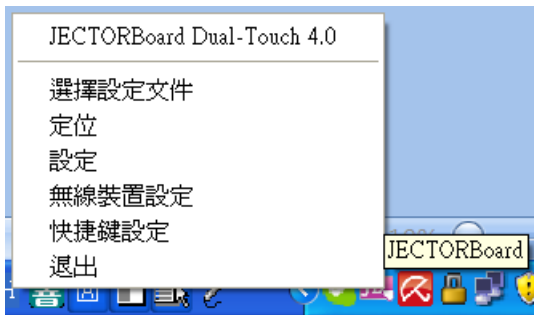 JECTORBoard Dual-Touch 4.0
選擇設定文件
定位
設定
無線裝置設定
快捷鍵設定
退出
JECTORBoard